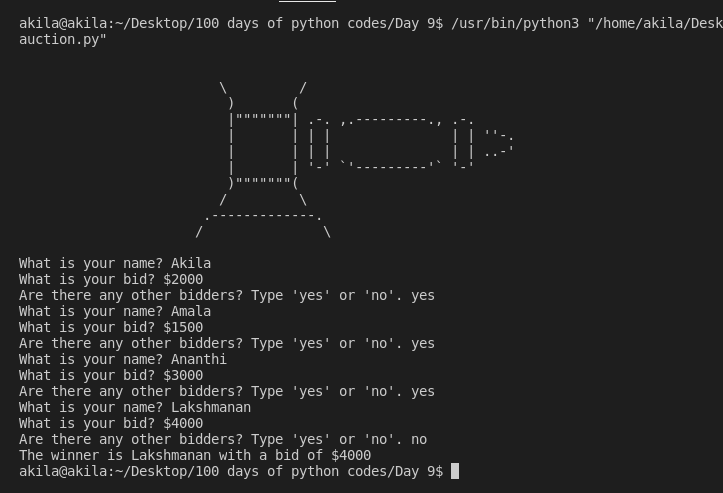 akila@akila:~/Desktop/100 days of python codes/Day 9$ /usr/bin/python3 "/home/akila/Desk
auction.py"
                         \         /
                          )       (
                          |"""""""| .-. ,.---------., .-.
                          |       | | |               | | ''-.
                          |       | | |               | | ..-'
                          |       | '-' `'---------'` '-'
                          )"""""""(
                         /         \
                       .-------------.
                      /               \
What is your name? Akila
What is your bid? $2000
Are there any other bidders? Type 'yes' or 'no'. yes
What is your name? Amala
What is your bid? $1500
Are there any other bidders? Type 'yes' or 'no'. yes
What is your name? Ananthi
What is your bid? $3000
Are there any other bidders? Type 'yes' or 'no'. yes
What is your name? Lakshmanan
What is your bid? $4000
Are there any other bidders? Type 'yes' or 'no'. no
The winner is Lakshmanan with a bid of $4000
akila@akila:~/Desktop/100 days of python codes/Day 9$